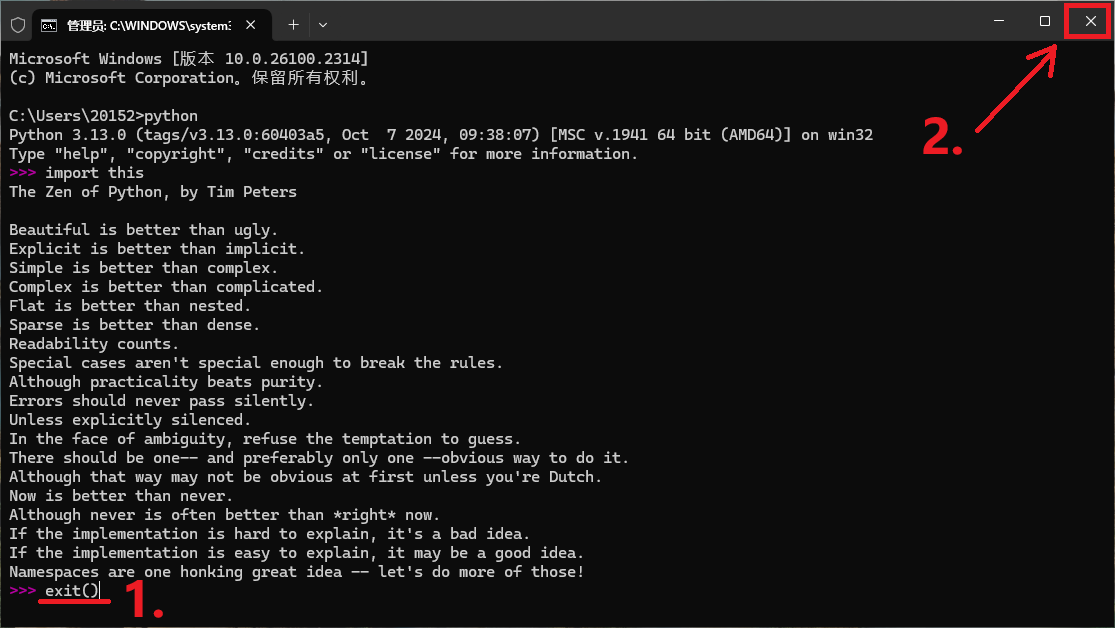 管理员: C:\WINDOWS\system3
Microsoft Windows [版本 10.0.26100.2314]
(c) Microsoft Corporation。保留所有权利。
C:\Users\20152>python
Python 3.13.0 (tags/v3.13.0:60403a5, Oct  7 2024, 09:38:07) [MSC v.1941 64 bit (AMD64)] on win32
Type "help", "copyright", "credits" or "license" for more information.
>>> import this
The Zen of Python, by Tim Peters
Beautiful is better than ugly.
Explicit is better than implicit.
Simple is better than complex.
Complex is better than complicated.
Flat is better than nested.
Sparse is better than dense.
Readability counts.
Special cases aren't special enough to break the rules.
Although practicality beats purity.
Errors should never pass silently.
Unless explicitly silenced.
In the face of ambiguity, refuse the temptation to guess.
There should be one-- and preferably only one --obvious way to do it.
Although that way may not be obvious at first unless you're Dutch.
Now is better than never.
Although never is often better than *right* now.
If the implementation is hard to explain, it's a bad idea.
If the implementation is easy to explain, it may be a good idea.
Namespaces are one honking great idea -- let's do more of those!
>>> exit()
1.
2.